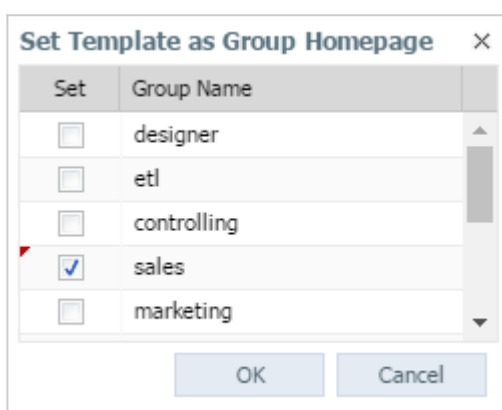 Set Template as Group Homepage
Set Group Name
designer
etl
controlling
sales
marketing
OK Cancel